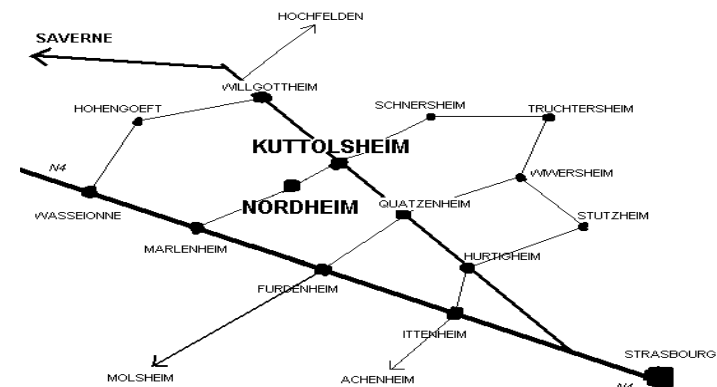 HOCHFELDEN
SAVERNE
WILLGOTTHEIM
HOHENGOEFT
SCHNERSHEIM
TRUCHTERSHEIM
KUTTOLSHEIM
N4
WIWERSHEIM
NORDHEIM
QUATZENHEIM
WASSEIONNE
STUTZHEIM
MARLENHEIM
HURTIGHEIM
FURDENHEIM
ITTENHEIM
STRASBOURG
MOLSHEIM
ACHENHEIM
N4